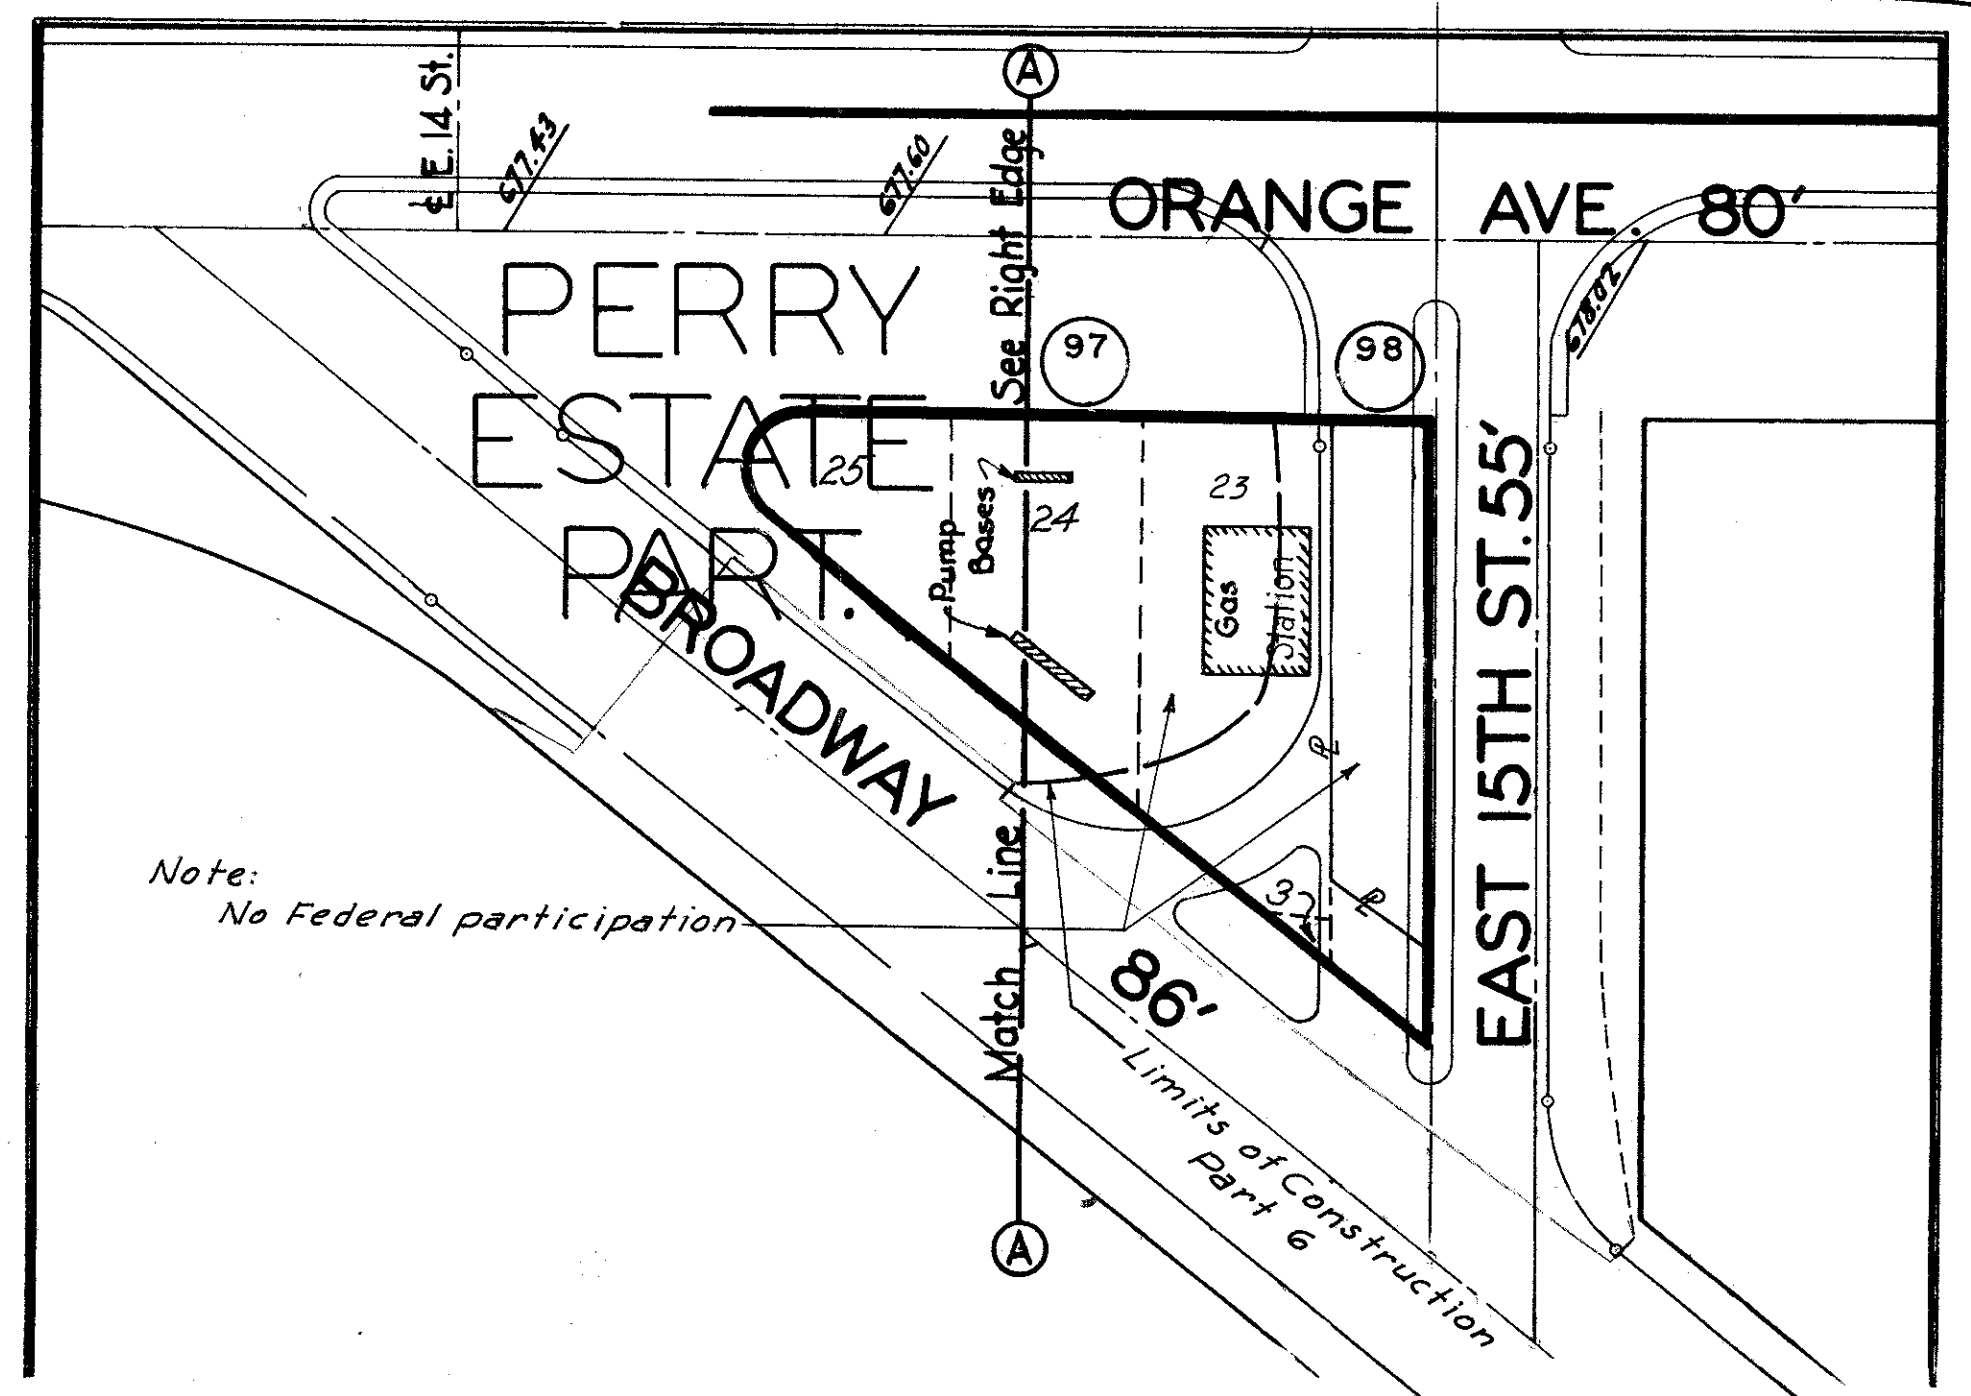 ℄ E. 14 St.
677.43
677.60
A
See Right Edge
ORANGE AVE. 80'
678.02
PERRY
ESTATE
PART.
97
98
25
24
23
Pump
Bases
Gas
Station
BROADWAY
86'
EAST 15TH ST. 55'
℄
℄
3
Note:
No Federal participation
Match Line
A
Limits of Construction
Part 6